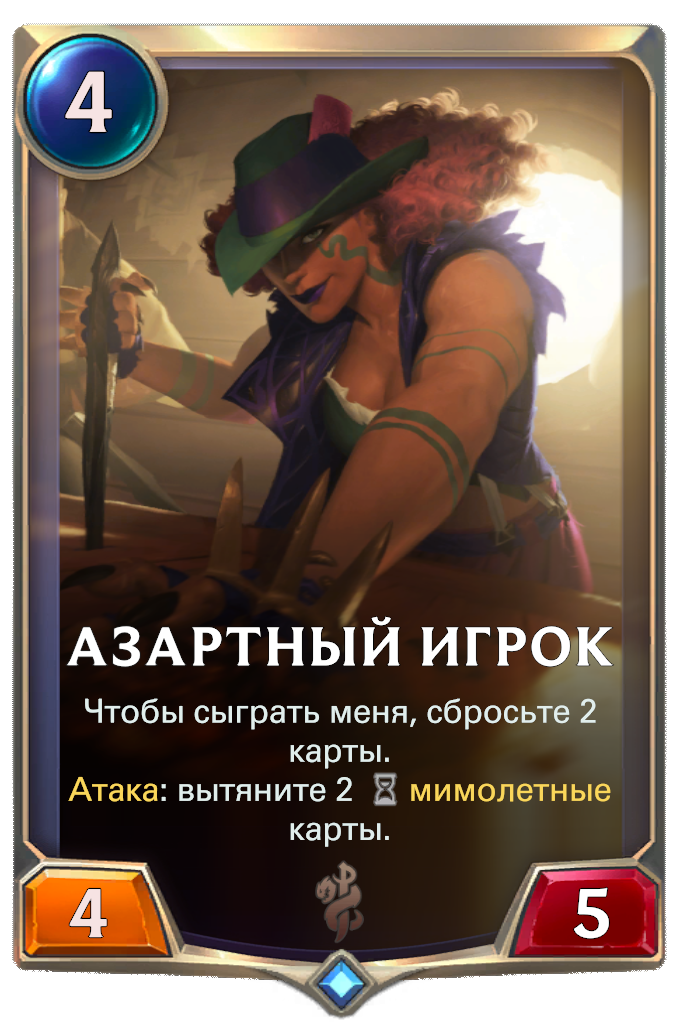 4
АЗАРТНЫЙ ИГРОК
Чтобы сыграть меня, сбросьте 2
карты.
Атака: вытяните 2 мимолетные
карты.
4
5